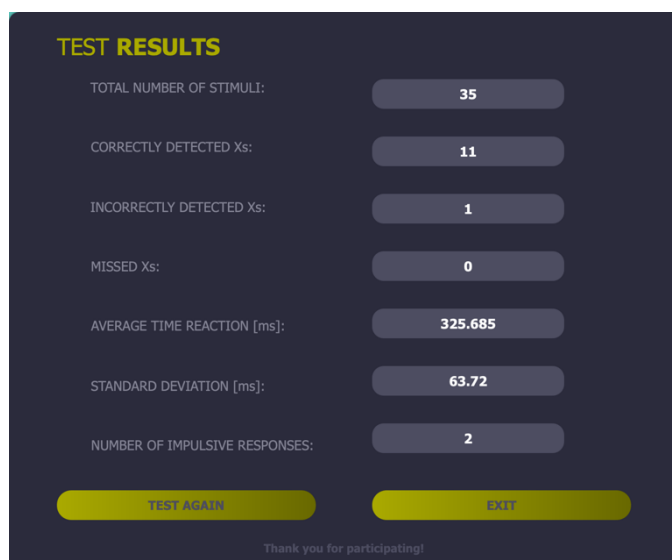 TEST RESULTS
TOTAL NUMBER OF STIMULI: 35
CORRECTLY DETECTED Xs: 11
INCORRECTLY DETECTED Xs: 1
MISSED Xs: 0
AVERAGE TIME REACTION [ms]: 325.685
STANDARD DEVIATION [ms]: 63.72
NUMBER OF IMPULSIVE RESPONSES: 2
TEST AGAIN EXIT
Thank you for participating!